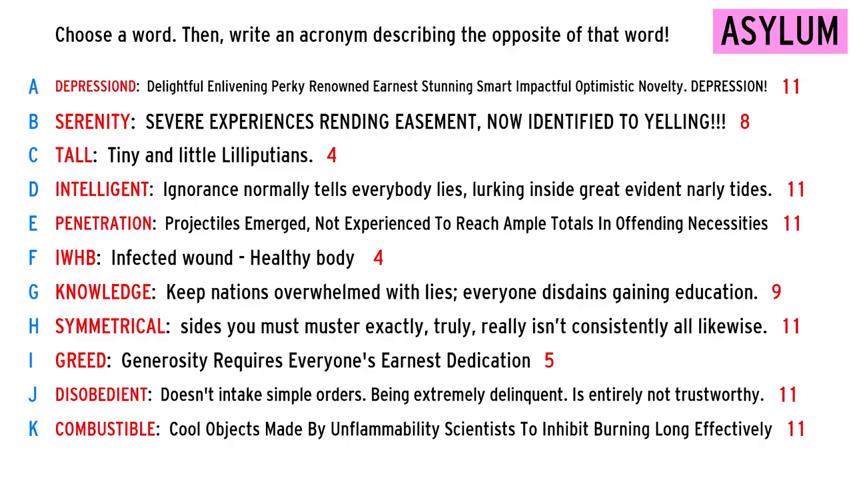 Choose a word. Then, write an acronym describing the opposite of that word!
ASYLUM
A DEPRESSIOND: Delightful Enlivening Perky Renowned Earnest Stunning Smart Impactful Optimistic Novelty. DEPRESSION! 11
B SERENITY: SEVERE EXPERIENCES RENDING EASEMENT, NOW IDENTIFIED TO YELLING!!! 8
C TALL: Tiny and little Lilliputians. 4
D INTELLIGENT: Ignorance normally tells everybody lies, lurking inside great evident narly tides. 11
E PENETRATION: Projectiles Emerged, Not Experienced To Reach Ample Totals In Offending Necessities 11
F IWHB: Infected wound - Healthy body 4
G KNOWLEDGE: Keep nations overwhelmed with lies; everyone disdains gaining education. 9
H SYMMETRICAL: sides you must muster exactly, truly, really isn't consistently all likewise. 11
I GREED: Generosity Requires Everyone's Earnest Dedication 5
J DISOBEDIENT: Doesn't intake simple orders. Being extremely delinquent. Is entirely not trustworthy. 11
K COMBUSTIBLE: Cool Objects Made By Unflammability Scientists To Inhibit Burning Long Effectively 11